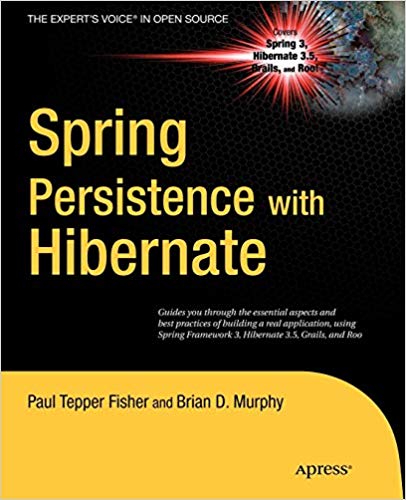 THE EXPERT'S VOICE® IN OPEN SOURCE
Covers
Spring 3,
Hibernate 3.5,
Grails, and Roo
Spring
Persistence with
Hibernate
Guides you through the essential aspects and
best practices of building a real application, using
Spring Framework 3, Hibernate 3.5, Grails, and Roo
Paul Tepper Fisher and Brian D. Murphy
Apress®